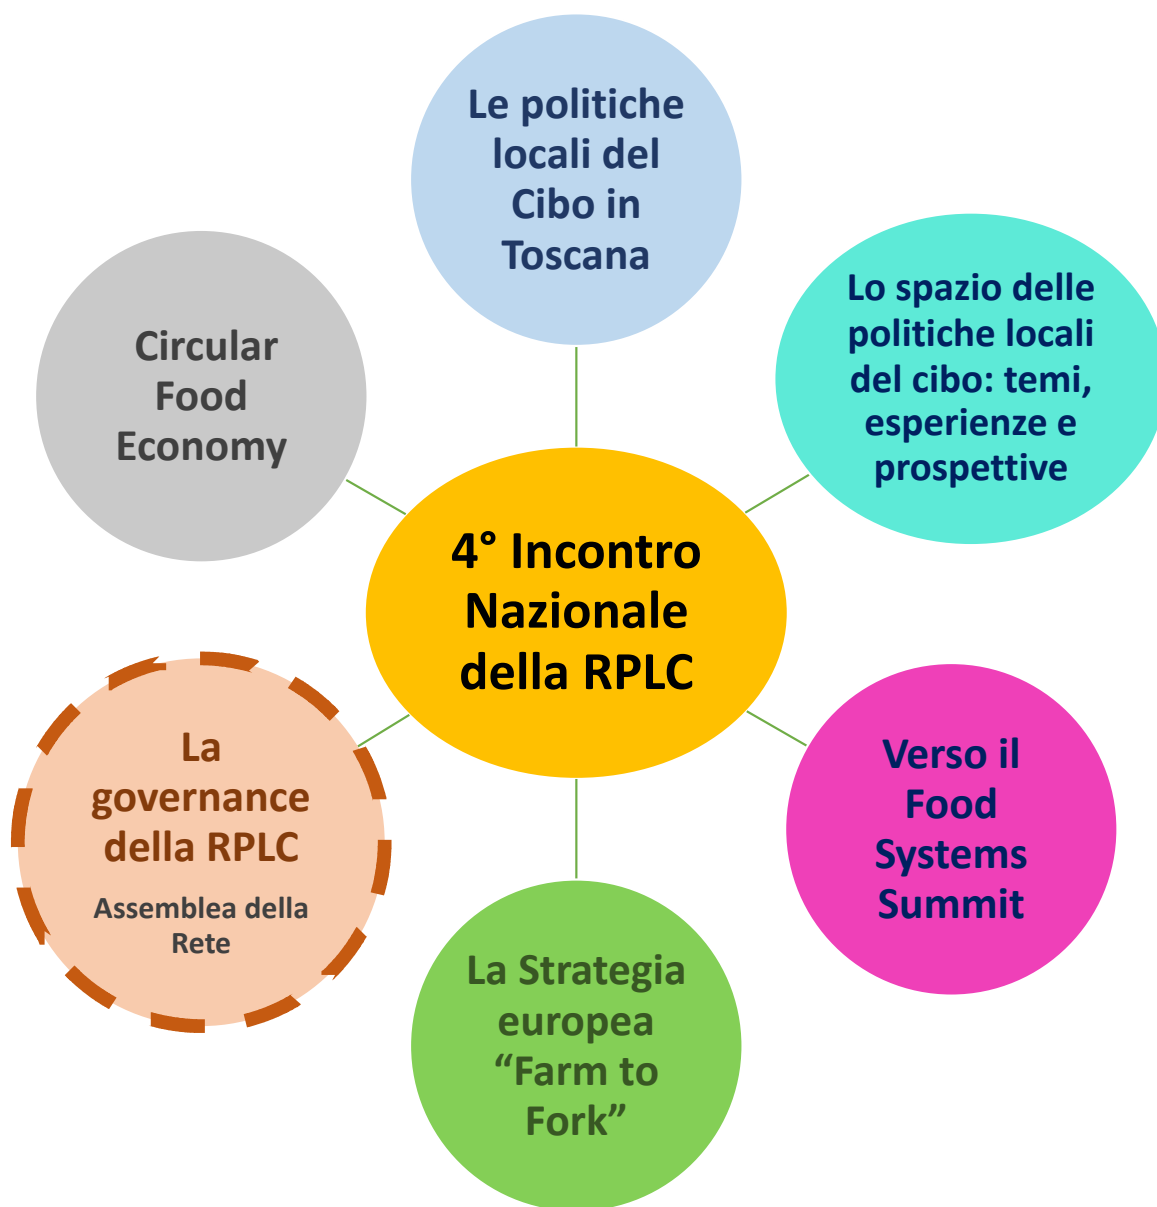 Le politiche
locali del
Cibo in
Toscana
Lo spazio delle
politiche locali
del cibo: temi,
esperienze e
prospettive
Circular
Food
Economy
4° Incontro
Nazionale
della RPLC
La
governance
della RPLC
Assemblea della
Rete
Verso il
Food
Systems
Summit
La Strategia
europea
“Farm to
Fork”